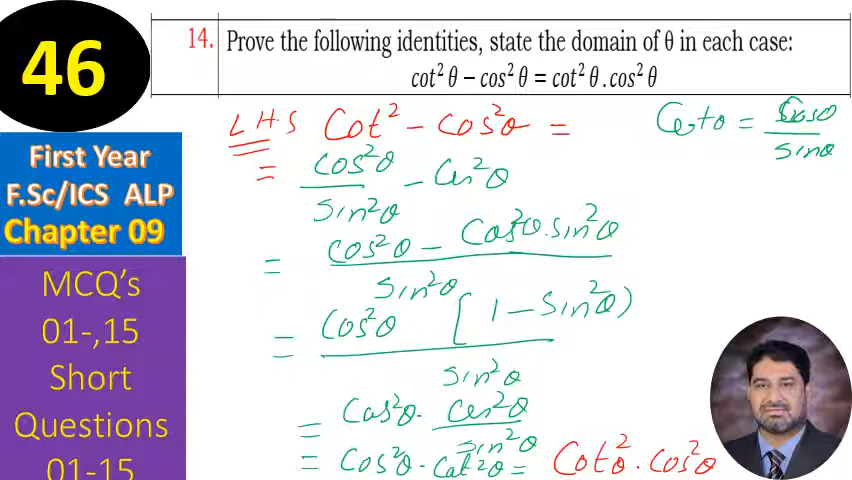 46
14. Prove the following identities, state the domain of θ in each case:
cot² θ – cos² θ = cot² θ . cos² θ
First Year
F.Sc/ICS ALP
Chapter 09
MCQ’s
01-,15
Short
Questions
01-15
L H S Cot² - cos²θ =
Cotθ = Cosθ / sinθ
= cos²θ / sin²θ - Cos²θ
= cos²θ - Cos²θ . sin²θ / sin²θ
= cos²θ [ 1 - sin²θ ) / sin²θ
= Cos²θ . Cos²θ / sin²θ
= Cos²θ . Cot²θ = Cot²θ . Cos²θ